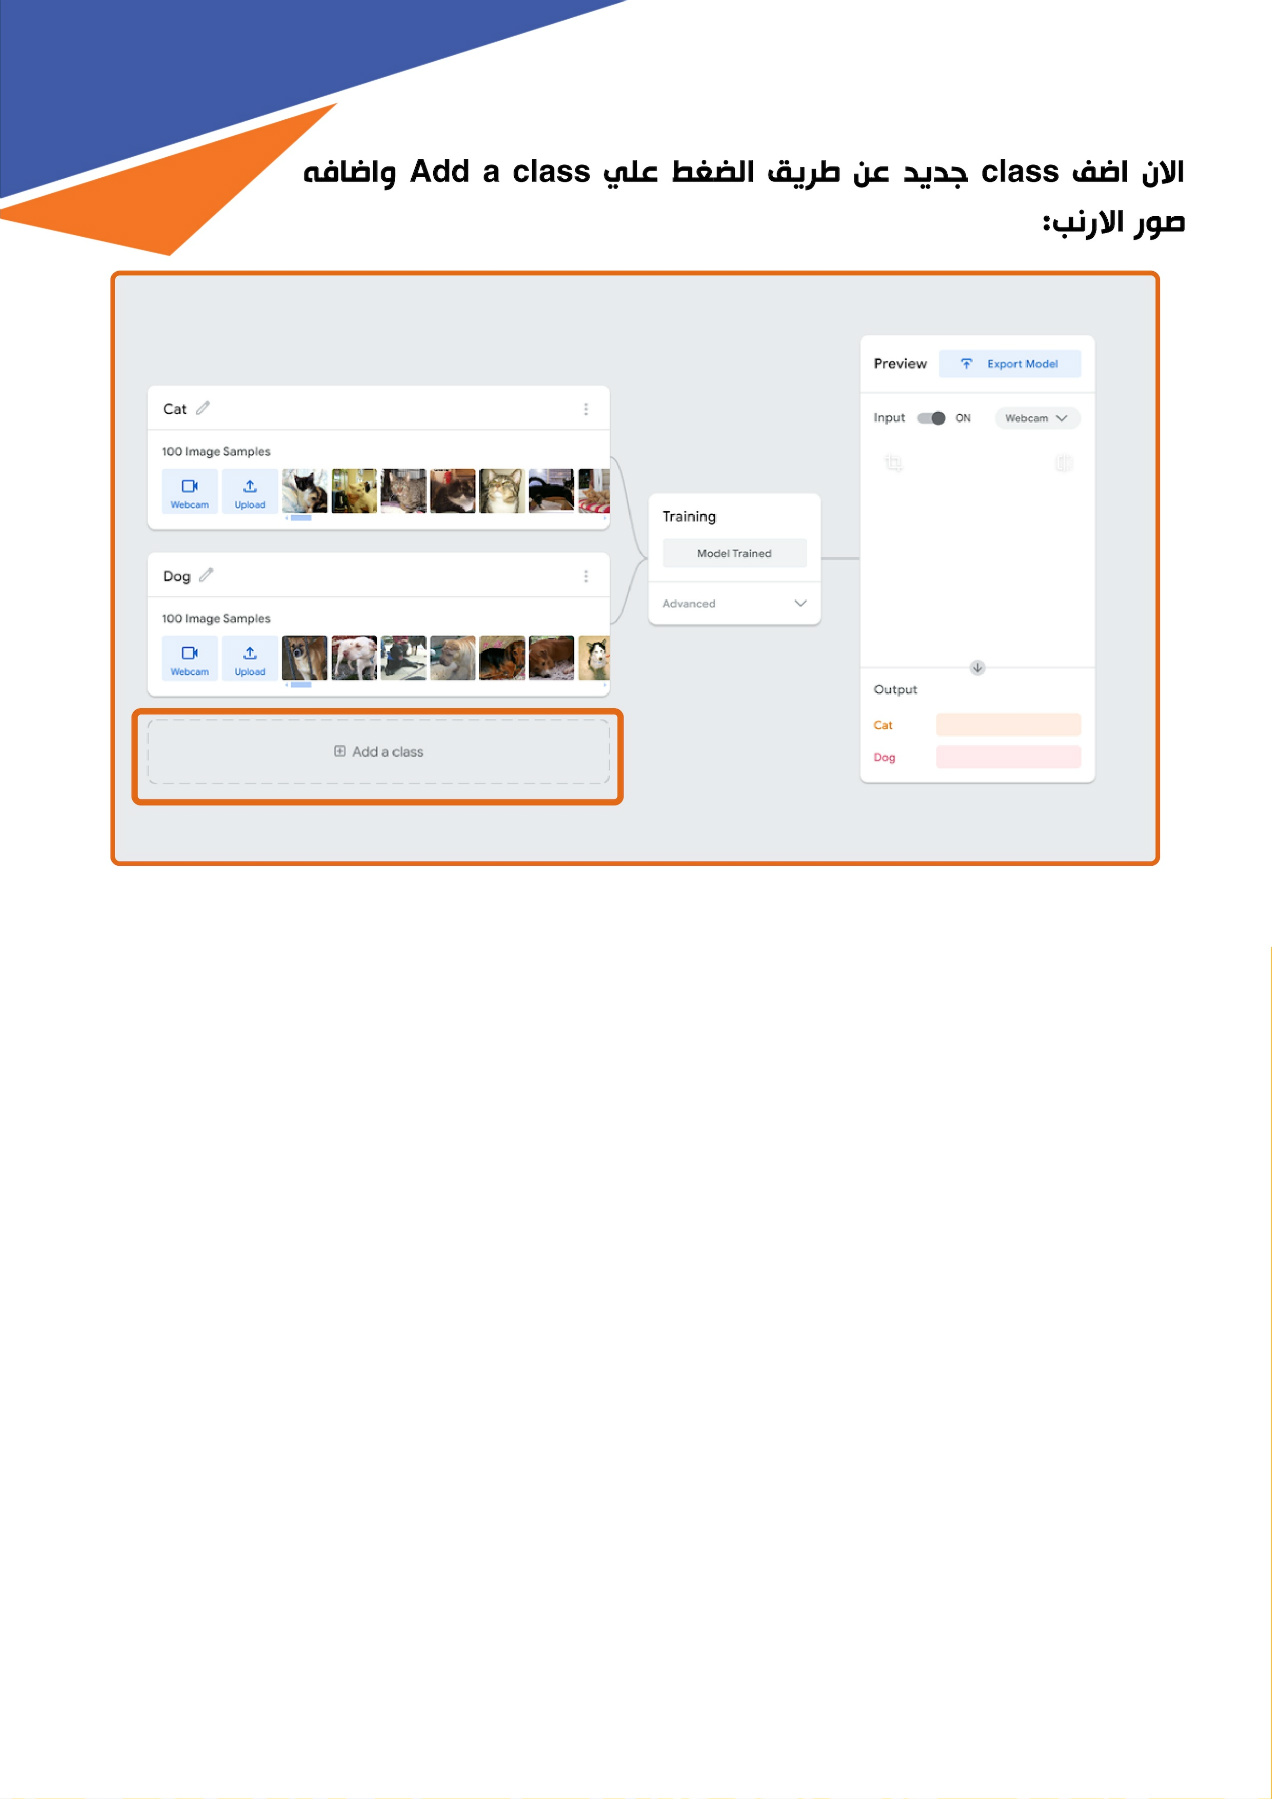 الان اضف class جديد عن طريق الضغط علي Add a class واضافه
صور الارنب:
Cat
100 Image Samples
Webcam
Upload
Dog
100 Image Samples
Webcam
Upload
Add a class
Training
Model Trained
Advanced
Preview
Export Model
Input
ON
Webcam
Output
Cat
Dog